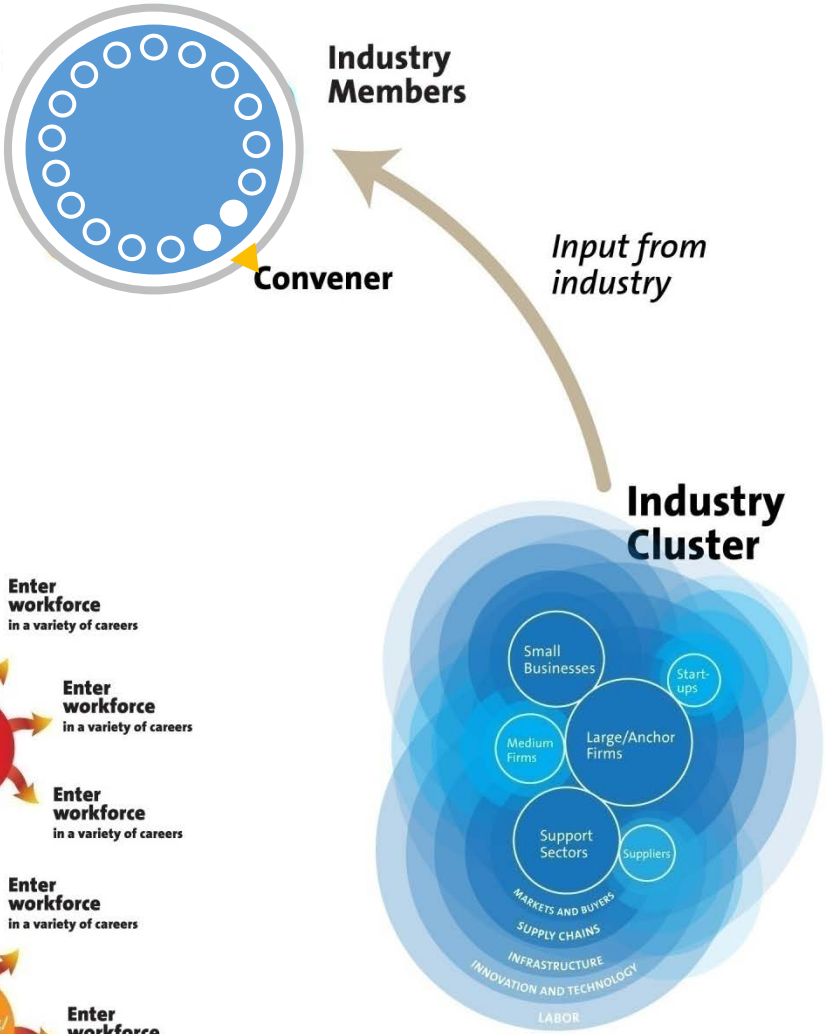 Industry
Members
Input from
industry
Convener
Industry
Cluster
Enter
workforce
in a variety of careers
Enter
workforce
in a variety of careers
Enter
workforce
in a variety of careers
Enter
workforce
in a variety of careers
Enter
workforce
Small
Businesses
Start-
ups
Medium
Firms
Large/Anchor
Firms
Support
Sectors
Suppliers
MARKETS AND BUYERS
SUPPLY CHAINS
INFRASTRUCTURE
INNOVATION AND TECHNOLOGY
LABOR